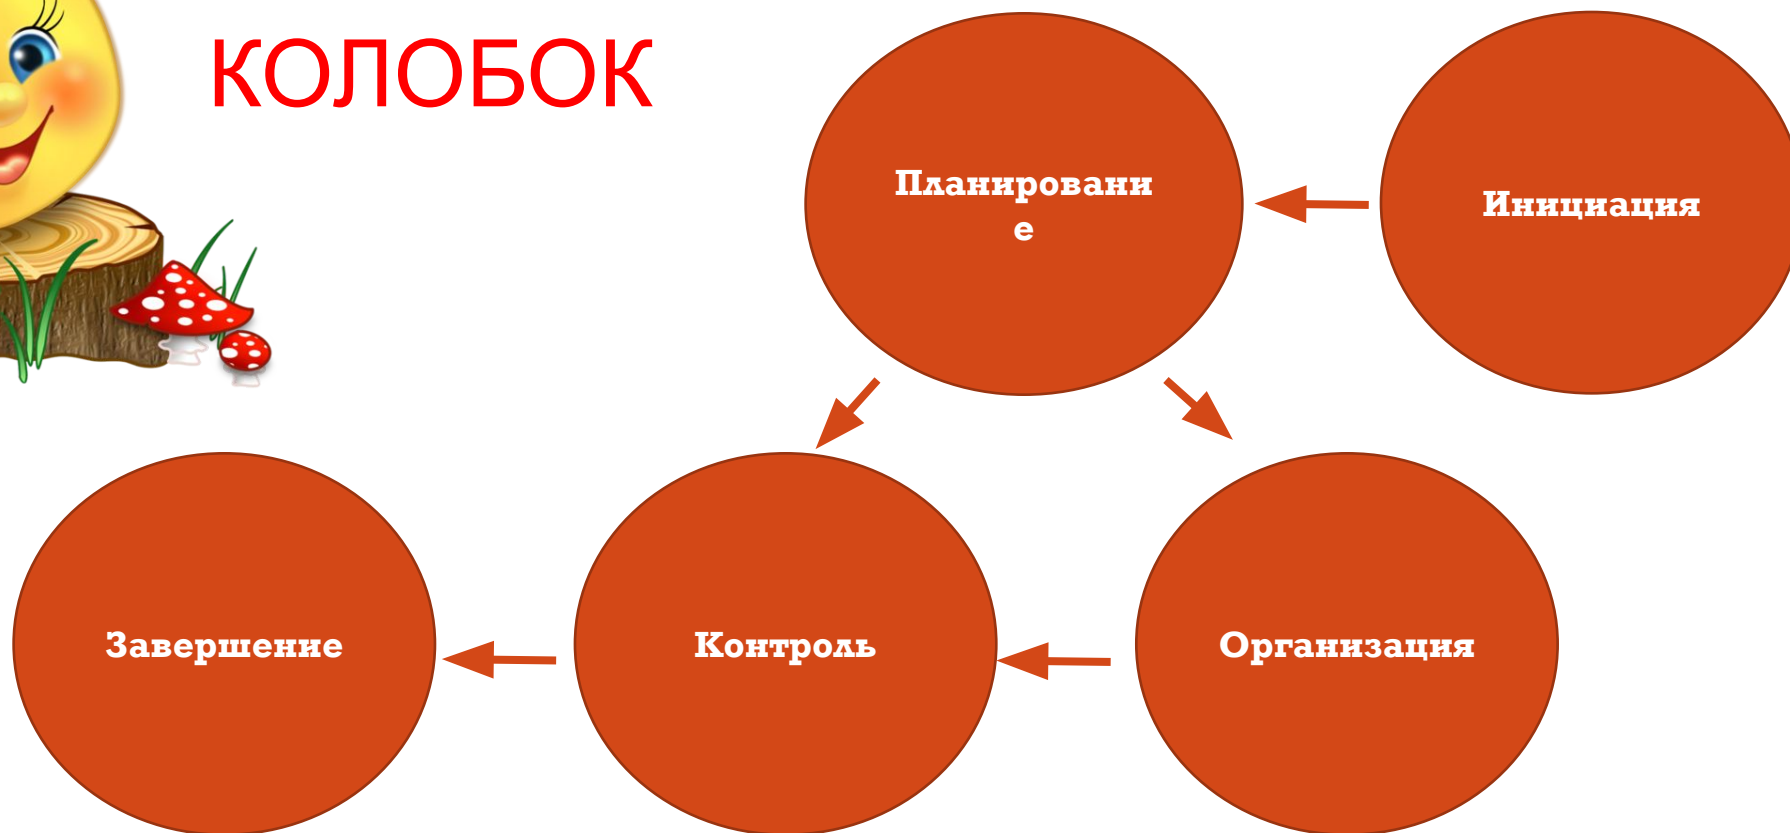 КОЛОБОК
Планировани
е
Инициация
Завершение
Контроль
Организация